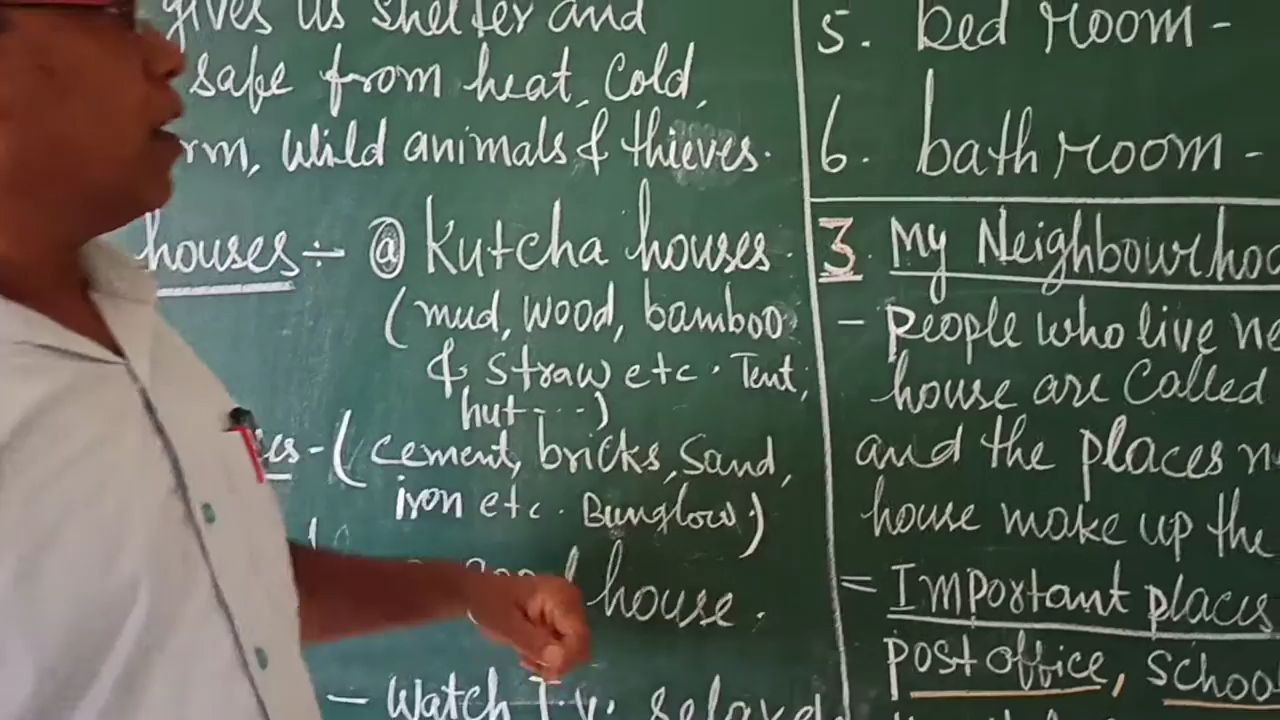 gives us shelter and
safe from heat, Cold,
rm, Wild animals & thieves.
houses :- @ Kutcha houses.
(mud, wood, bamboo
& straw etc. Tent,
hut - - -)
es - ( cement, bricks, Sand,
iron etc. Bunglow.)
good house.
- Watch T.V. relaxed
5. bed room -
6. bath room -
3. My Neighbourhoo
- People who live ne
house are Called
and the places n
house make up the
= Important places
post office, school